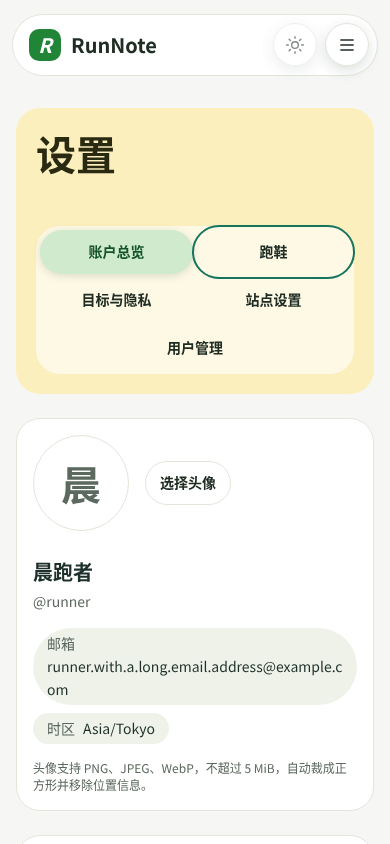 R RunNote
设置
账户总览 跑鞋
目标与隐私 站点设置
用户管理
晨 选择头像
晨跑者
@runner
邮箱
runner.with.a.long.email.address@example.c
om
时区 Asia/Tokyo
头像支持 PNG、JPEG、WebP，不超过 5 MiB，自动裁成正
方形并移除位置信息。